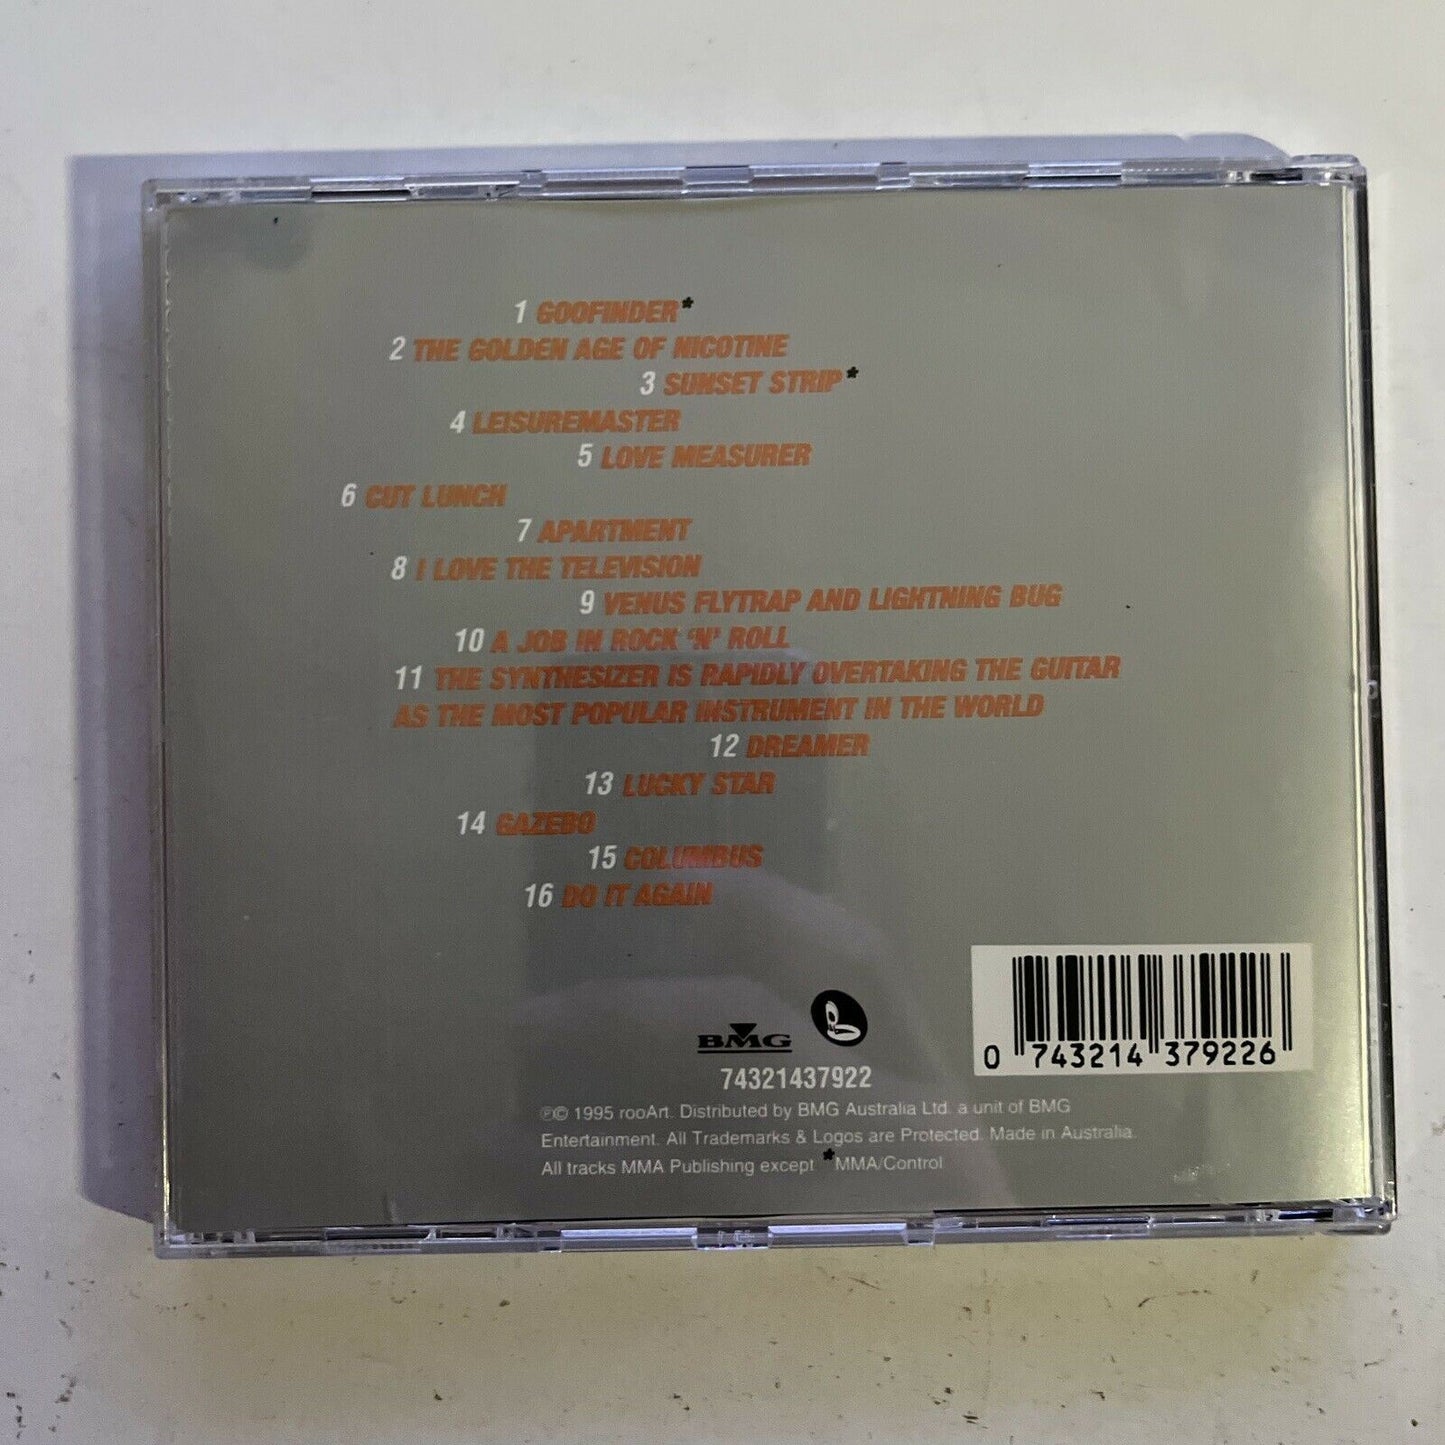 1 GOOFINDER*
2 THE GOLDEN AGE OF NICOTINE
3 SUNSET STRIP*
4 LEISUREMASTER
5 LOVE MEASURER
6 CUT LUNCH
7 APARTMENT
8 I LOVE THE TELEVISION
9 VENUS FLYTRAP AND LIGHTNING BUG
10 A JOB IN ROCK 'N' ROLL
11 THE SYNTHESIZER IS RAPIDLY OVERTAKING THE GUITAR
AS THE MOST POPULAR INSTRUMENT IN THE WORLD
12 DREAMER
13 LUCKY STAR
14 GAZEBO
15 COLUMBUS
16 DO IT AGAIN
BMG
74321437922
0 743214 379226
℗© 1995 rooArt. Distributed by BMG Australia Ltd. a unit of BMG
Entertainment. All Trademarks & Logos are Protected. Made in Australia.
All tracks MMA Publishing except *MMA/Control